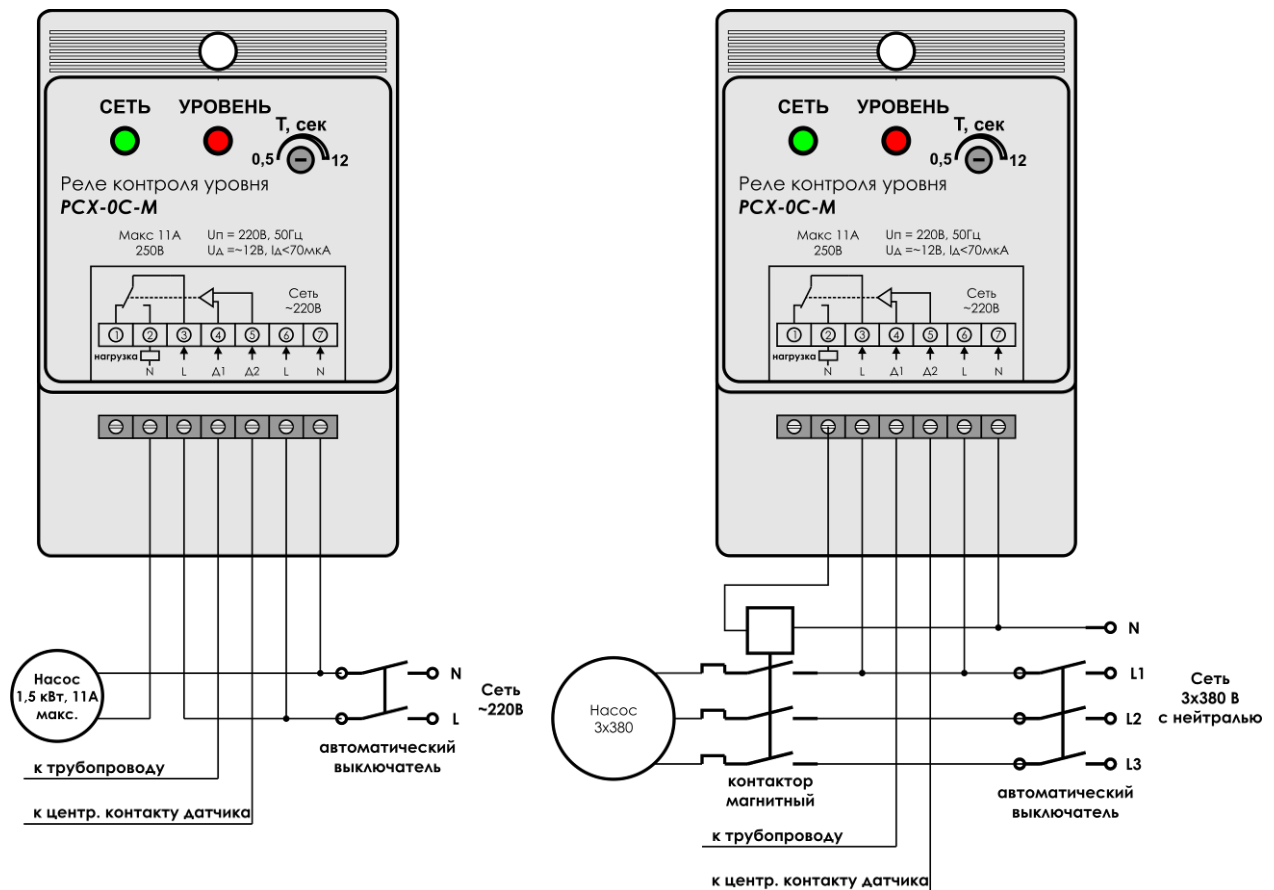 СЕТЬ УРОВЕНЬ
Т, сек
0,5 12
Реле контроля уровня
РСХ-0С-М
Макс 11А Uп = 220В, 50Гц
250В Uд =~12В, Iд<70мкА
Сеть
~220В
1 2 3 4 5 6 7
нагрузка
N L Д1 Д2 L N
Насос
1,5 кВт, 11А
макс.
N
L
Сеть
~220В
автоматический
выключатель
к трубопроводу
к центр. контакту датчика
СЕТЬ УРОВЕНЬ
Т, сек
0,5 12
Реле контроля уровня
РСХ-0С-М
Макс 11А Uп = 220В, 50Гц
250В Uд =~12В, Iд<70мкА
Сеть
~220В
1 2 3 4 5 6 7
нагрузка
N L Д1 Д2 L N
N
L1
L2
L3
Сеть
3х380 В
с нейтралью
Насос
3х380
контактор
магнитный
автоматический
выключатель
к трубопроводу
к центр. контакту датчика